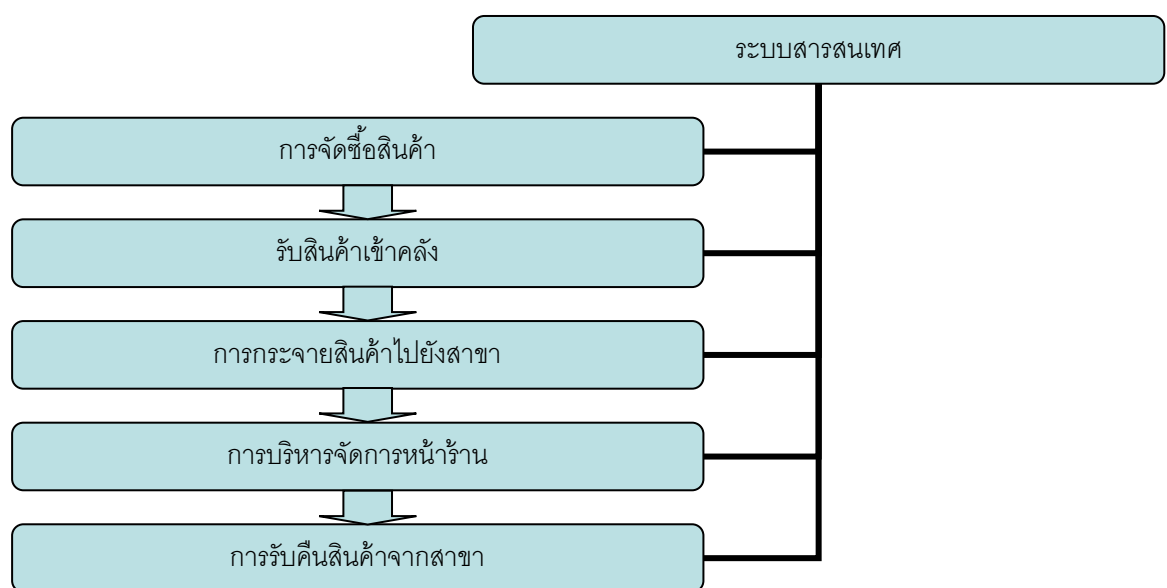 ระบบสารสนเทศ
การจัดซื้อสินค้า
รับสินค้าเข้าคลัง
การกระจายสินค้าไปยังสาขา
การบริหารจัดการหน้าร้าน
การรับคืนสินค้าจากสาขา